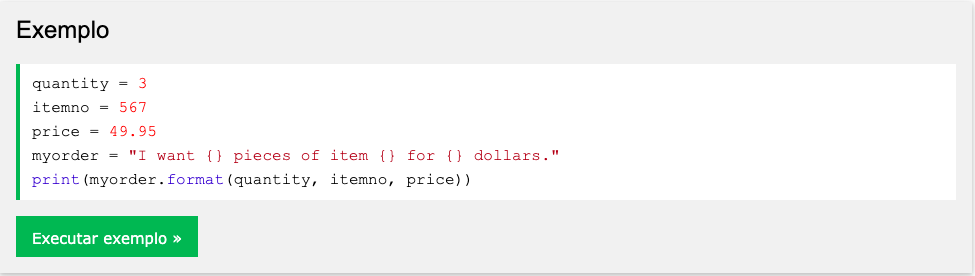 Exemplo
quantity = 3
itemno = 567
price = 49.95
myorder = "I want {} pieces of item {} for {} dollars."
print(myorder.format(quantity, itemno, price))
Executar exemplo »